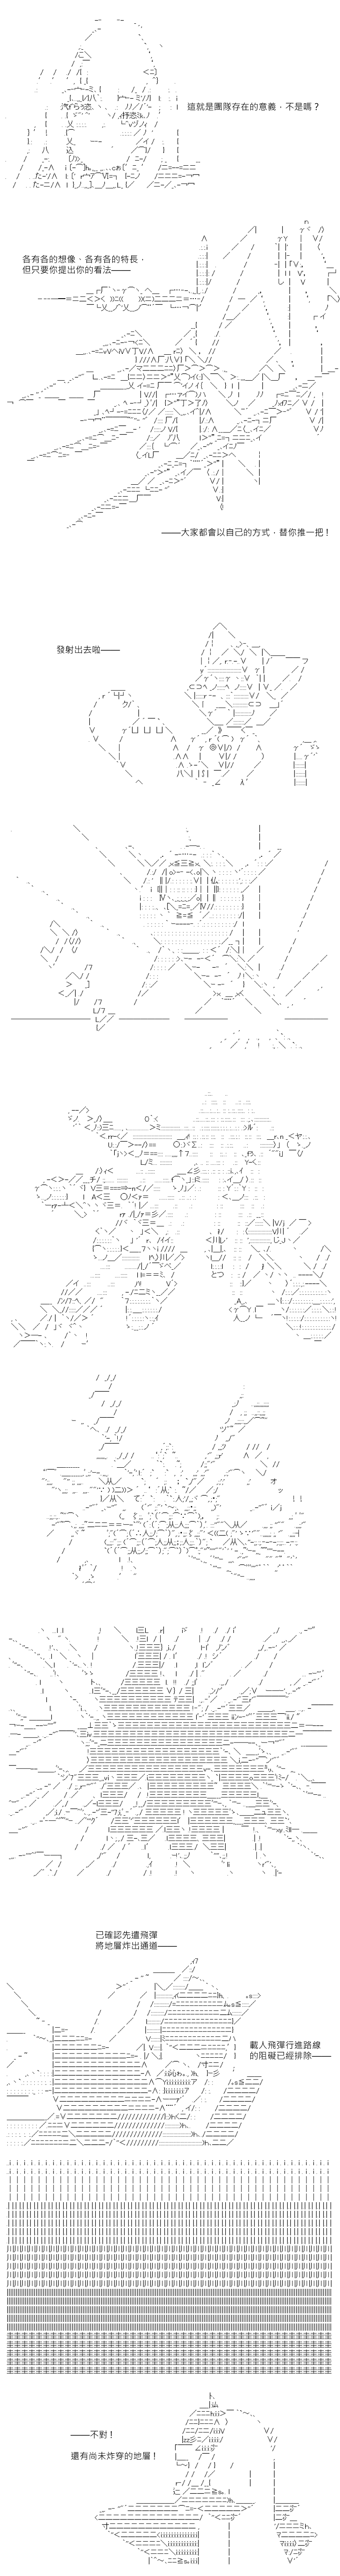 這就是團隊存在的意義，不是嗎？
各有各的想像、各有各的特長，
但只要你提出你的看法——
——大家都會以自己的方式，替你推一把！
發射出去啦——
已確認先遣飛彈
將地層炸出通道——
載人飛彈行進路線
的阻礙已經排除——
——不對！
還有尚未炸穿的地層！